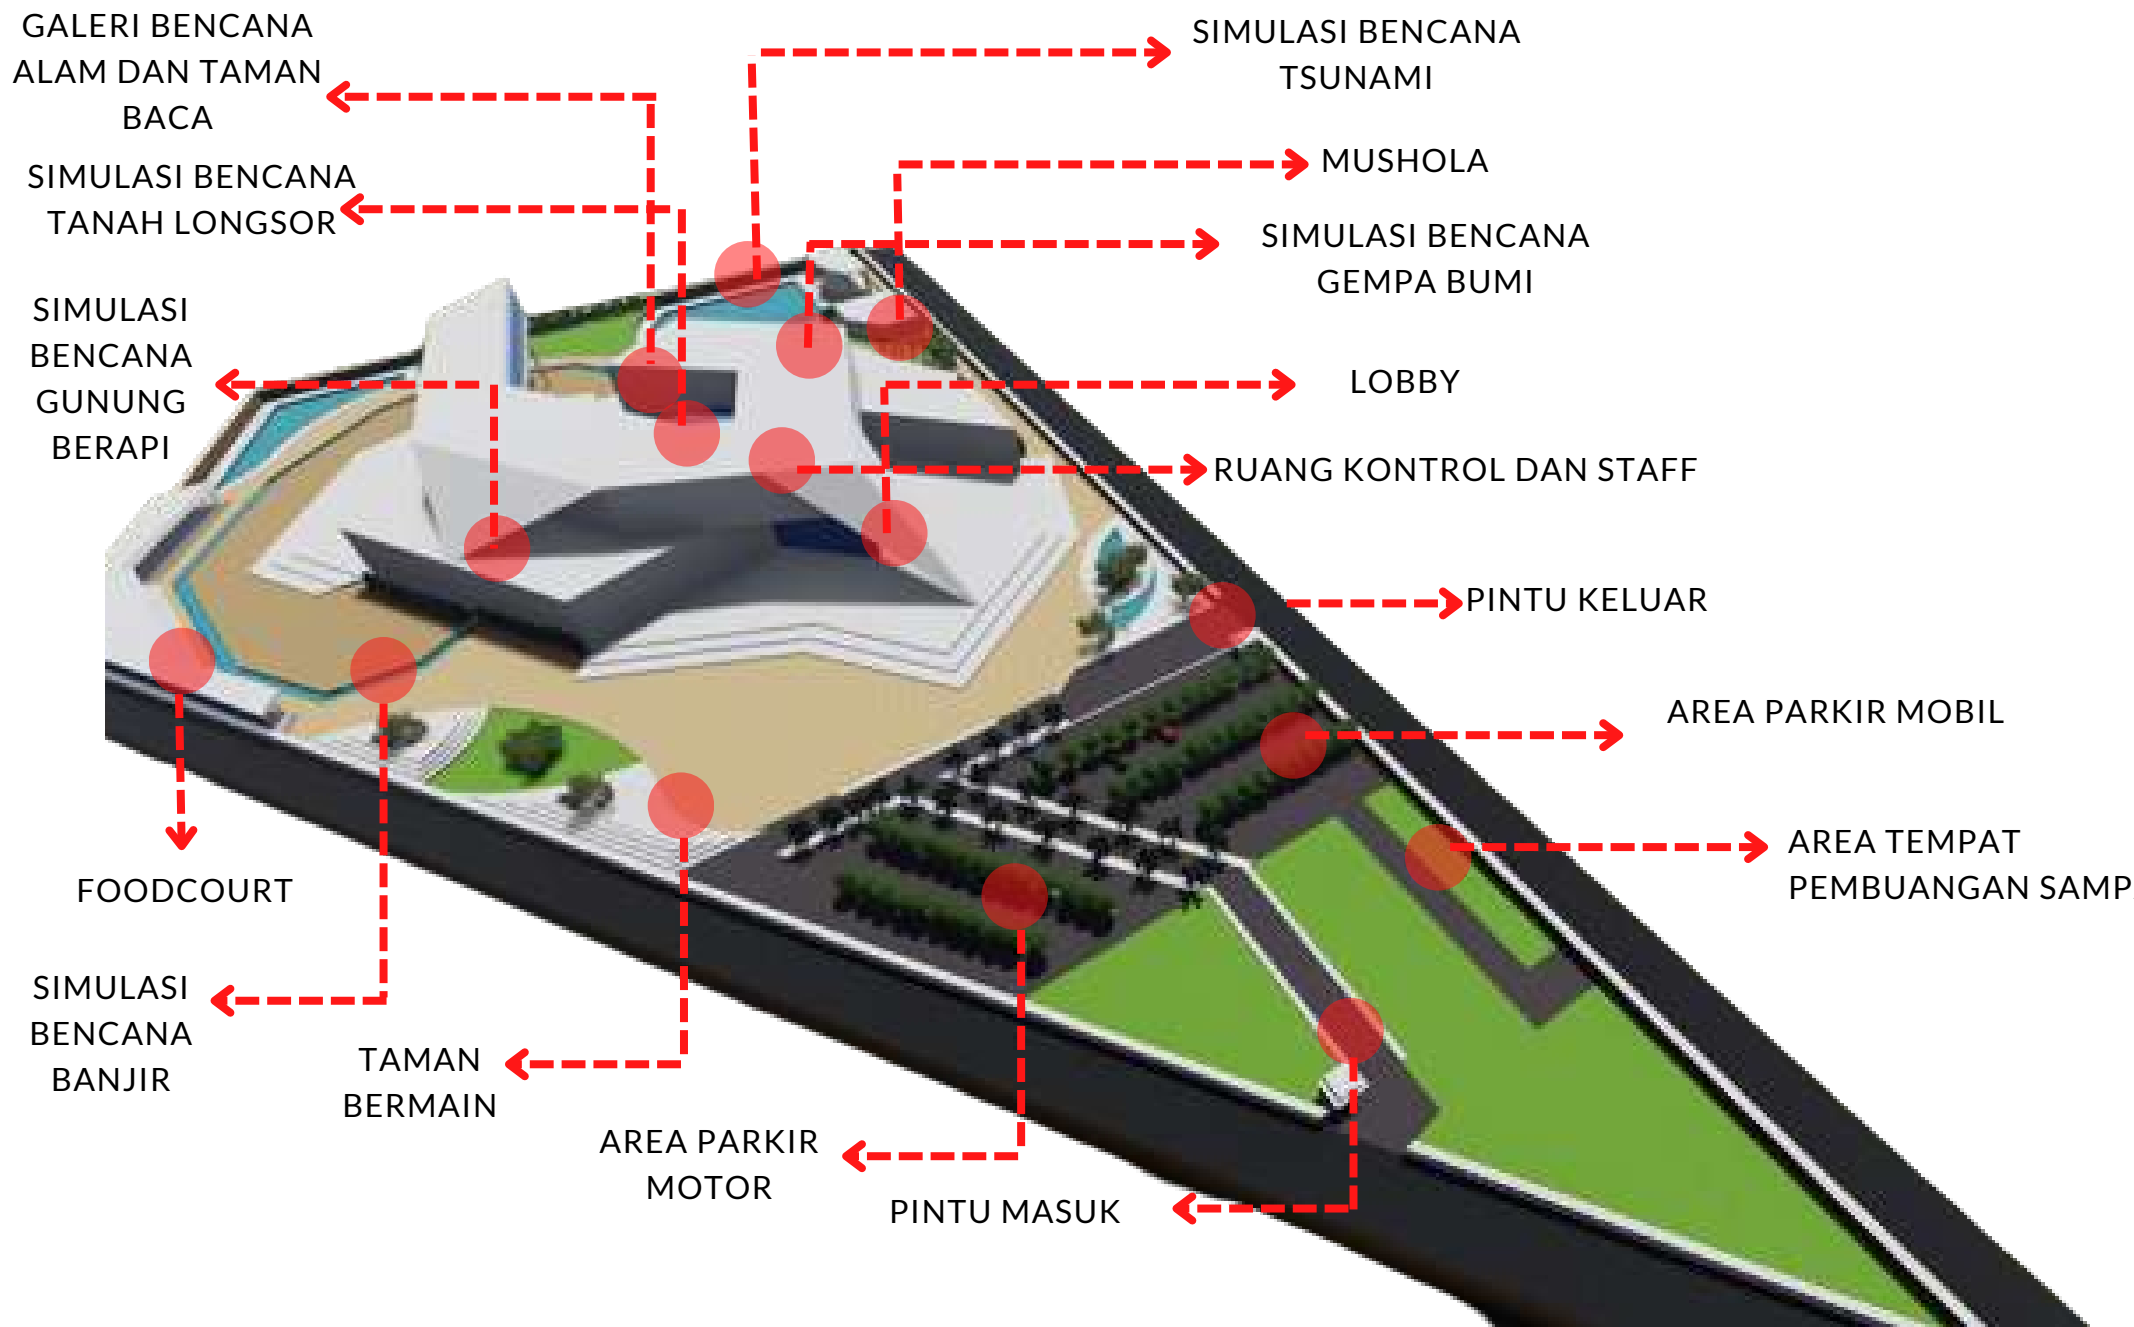 GALERI BENCANA
ALAM DAN TAMAN
BACA
SIMULASI BENCANA
TSUNAMI
MUSHOLA
SIMULASI BENCANA
TANAH LONGSOR
SIMULASI BENCANA
GEMPA BUMI
SIMULASI
BENCANA
GUNUNG
BERAPI
LOBBY
RUANG KONTROL DAN STAFF
PINTU KELUAR
AREA PARKIR MOBIL
AREA TEMPAT
PEMBUANGAN SAMP
FOODCOURT
SIMULASI
BENCANA
BANJIR
TAMAN
BERMAIN
AREA PARKIR
MOTOR
PINTU MASUK